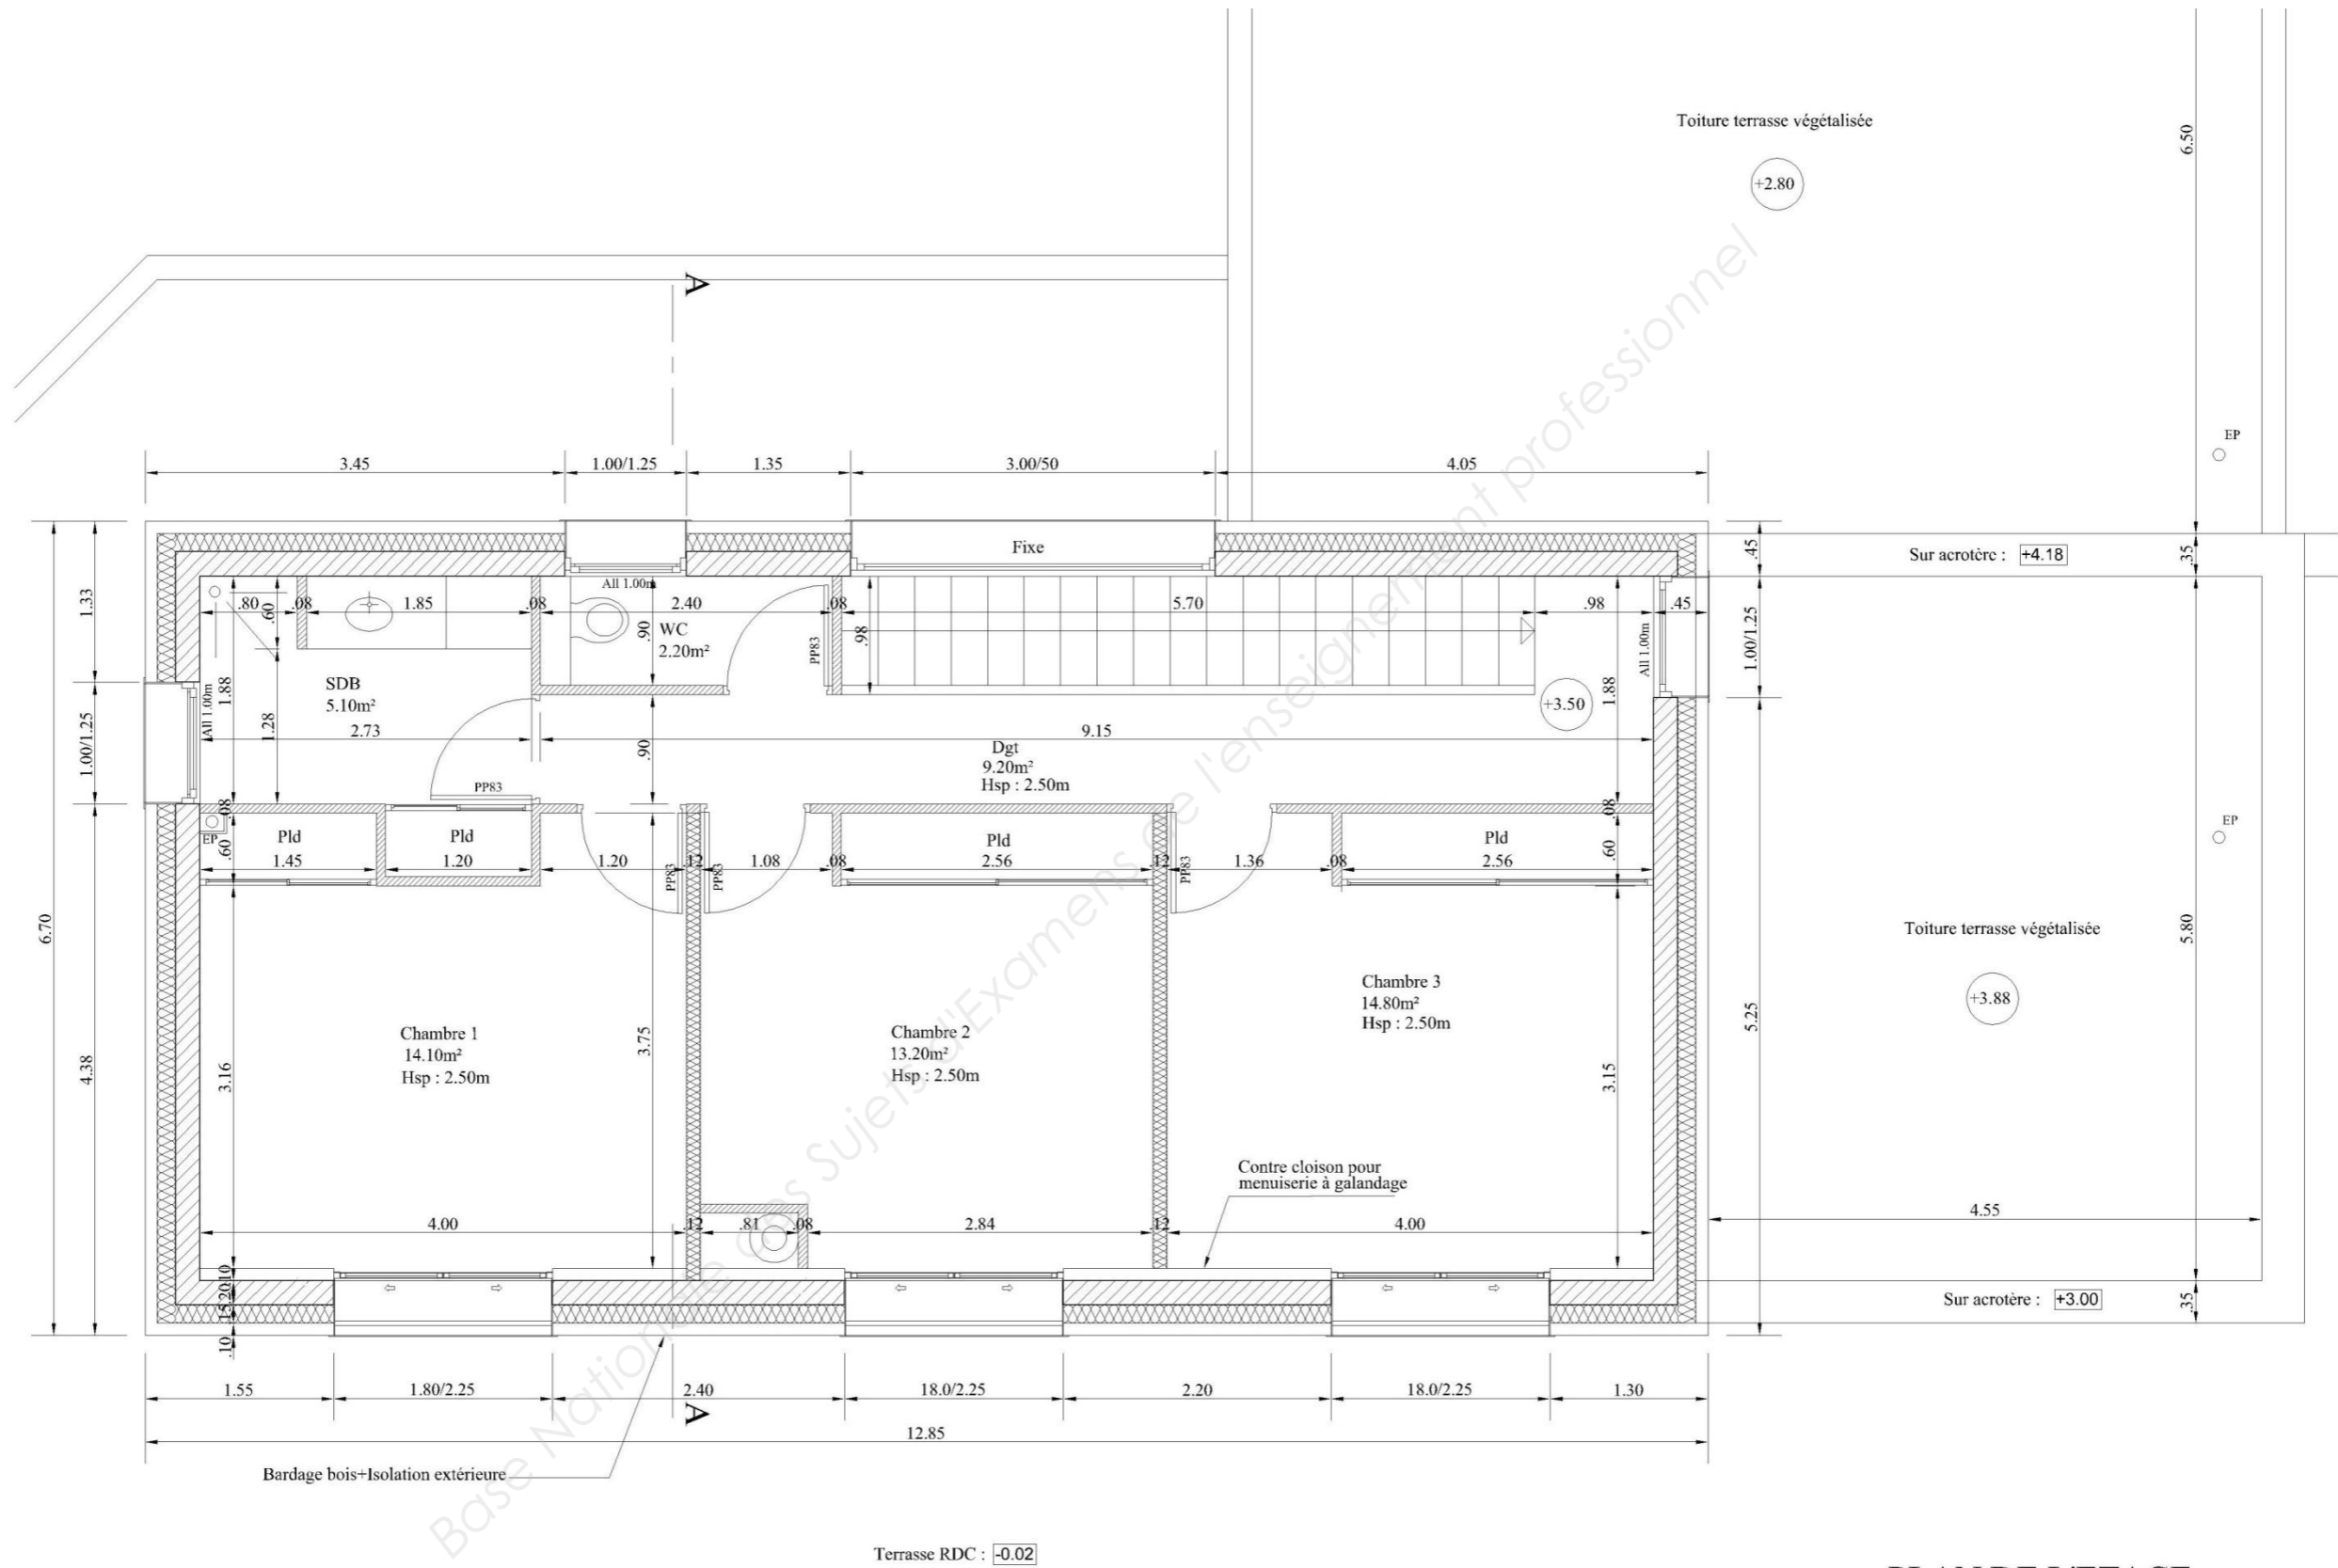 Toiture terrasse végétalisée
+2.80
6.50
EP
A
3.45
1.00/1.25
1.35
3.00/50
4.05
Fixe
.45
Sur acrotère : +4.18
.35
1.33
All 1.00m
.80
.08
1.85
.08
2.40
.08
5.70
.98
.45
.60
WC
2.20m²
.90
PP83
.98
All 1.00m
1.00/1.25
SDB
5.10m²
1.88
All 1.00m
1.28
+3.50
1.88
2.73
9.15
1.00/1.25
.90
Dgt
9.20m²
Hsp : 2.50m
PP83
.08
.08
EP
Pld
Pld
Pld
Pld
EP
.60
1.45
1.20
1.20
.12
1.08
.08
2.56
.12
1.36
.08
2.56
.60
PP83
PP83
PP83
6.70
4.38
5.80
Toiture terrasse végétalisée
+3.88
Chambre 1
14.10m²
Hsp : 2.50m
3.16
3.75
Chambre 2
13.20m²
Hsp : 2.50m
Chambre 3
14.80m²
Hsp : 2.50m
3.15
5.25
Contre cloison pour
menuiserie à galandage
4.00
.12
.81
.08
2.84
.12
4.00
4.55
.10
.20
.15
.10
Sur acrotère : +3.00
.35
1.55
1.80/2.25
2.40
18.0/2.25
2.20
18.0/2.25
1.30
A
12.85
Bardage bois+Isolation extérieure
Terrasse RDC : -0.02
PLAN DE L'ETAGE
Base Nationale des Sujets d'Examens de l'enseignement professionnel